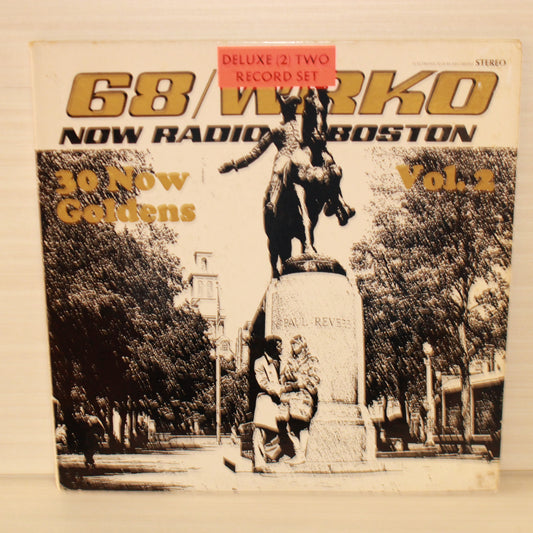 DELUXE (2) TWO
RECORD SET
STEREO
68/WRKO
NOW RADIO BOSTON
30 Now
Goldens
Vol. 2
PAUL REVERE